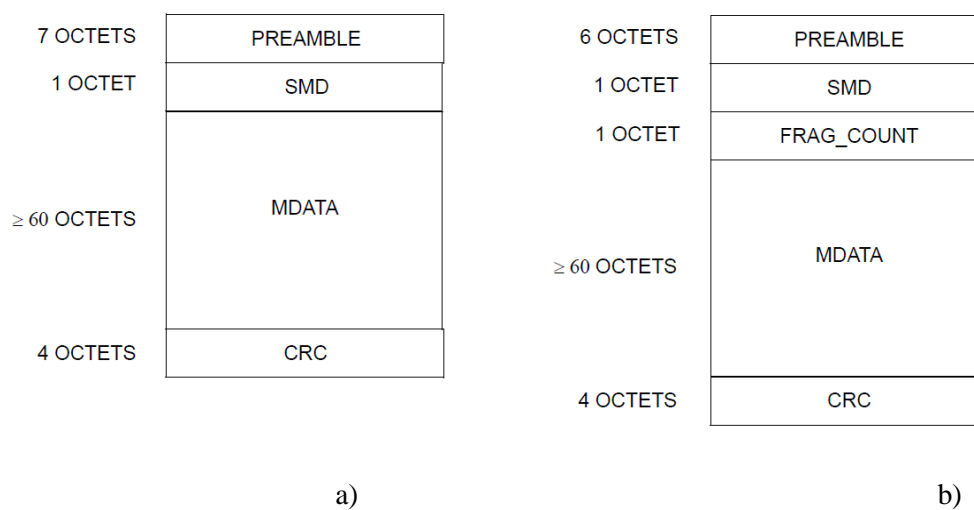 7 OCTETS PREAMBLE
1 OCTET SMD
≥ 60 OCTETS MDATA
4 OCTETS CRC
a)
6 OCTETS PREAMBLE
1 OCTET SMD
1 OCTET FRAG_COUNT
≥ 60 OCTETS MDATA
4 OCTETS CRC
b)